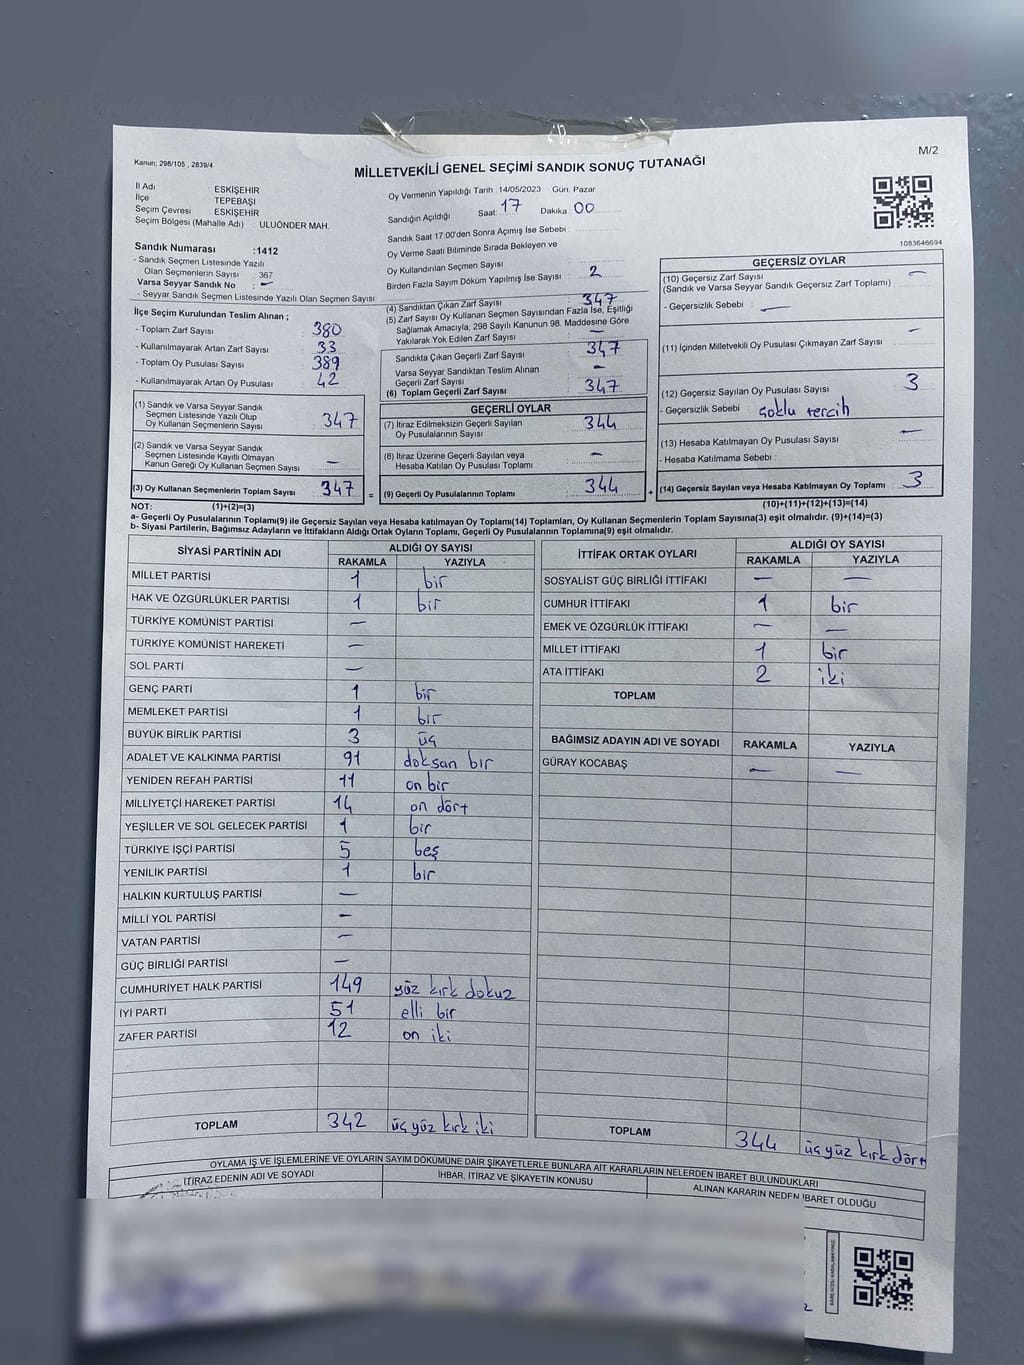 Kanun; 298/105 , 2839/4
MİLLETVEKİLİ GENEL SEÇİMİ SANDIK SONUÇ TUTANAĞI
M/2
İl Adı ESKİŞEHİR
İlçe TEPEBAŞI
Seçim Çevresi ESKİŞEHİR
Seçim Bölgesi (Mahalle Adı) : ULUÖNDER MAH.
Sandık Numarası :1412
- Sandık Seçmen Listesinde Yazılı
Olan Seçmenlerin Sayısı : 367
Varsa Seyyar Sandık No : –
- Seyyar Sandık Seçmen Listesinde Yazılı Olan Seçmen Sayısı
İlçe Seçim Kurulundan Teslim Alınan ;
- Toplam Zarf Sayısı 380
- Kullanılmayarak Artan Zarf Sayısı 33
- Toplam Oy Pusulası Sayısı 389
- Kullanılmayarak Artan Oy Pusulası 42
(1) Sandık ve Varsa Seyyar Sandık
Seçmen Listesinde Yazılı Olup
Oy Kullanan Seçmenlerin Sayısı 347
(2) Sandık ve Varsa Seyyar Sandık
Seçmen Listesinde Kayıtlı Olmayan
Kanun Gereği Oy Kullanan Seçmen Sayısı –
(3) Oy Kullanan Seçmenlerin Toplam Sayısı 347
Oy Vermenin Yapıldığı Tarih :14/05/2023 Gün: Pazar
Sandığın Açıldığı Saat: 17 Dakika: 00
Sandık Saat 17:00'den Sonra Açımış İse Sebebi :
Oy Verme Saati Bitiminde Sırada Bekleyen ve
Oy Kullandırılan Seçmen Sayısı
Birden Fazla Sayım Döküm Yapılmış İse Sayısı 2
(4) Sandıktan Çıkan Zarf Sayısı : 347
(5) Zarf Sayısı Oy Kullanan Seçmen Sayısından Fazla İse, Eşitliği
Sağlamak Amacıyla, 298 Sayılı Kanunun 98. Maddesine Göre
Yakılarak Yok Edilen Zarf Sayısı –
Sandıkta Çıkan Geçerli Zarf Sayısı 347
Varsa Seyyar Sandıktan Teslim Alınan
Geçerli Zarf Sayısı –
(6) Toplam Geçerli Zarf Sayısı 347
GEÇERLİ OYLAR
(7) İtiraz Edilmeksizin Geçerli Sayılan
Oy Pusulalarının Sayısı 344
(8) İtiraz Üzerine Geçerli Sayılan veya
Hesaba Katılan Oy Pusulası Toplamı –
= (9) Geçerli Oy Pusulalarının Toplamı 344 +
1083646694
GEÇERSİZ OYLAR
(10) Geçersiz Zarf Sayısı –
(Sandık ve Varsa Seyyar Sandık Geçersiz Zarf Toplamı)
- Geçersizlik Sebebi : –
(11) İçinden Milletvekili Oy Pusulası Çıkmayan Zarf Sayısı –
(12) Geçersiz Sayılan Oy Pusulası Sayısı 3
- Geçersizlik Sebebi : Çoklu tercih
(13) Hesaba Katılmayan Oy Pusulası Sayısı –
- Hesaba Katılmama Sebebi :
(14) Geçersiz Sayılan veya Hesaba Katılmayan Oy Toplamı 3
NOT: (1)+(2)=(3) (10)+(11)+(12)+(13)=(14)
a- Geçerli Oy Pusulalarının Toplamı(9) ile Geçersiz Sayılan veya Hesaba katılmayan Oy Toplamı(14) Toplamları, Oy Kullanan Seçmenlerin Toplam Sayısına(3) eşit olmalıdır. (9)+(14)=(3)
b- Siyasi Partilerin, Bağımsız Adayların ve İttifakların Aldığı Ortak Oyların Toplamı, Geçerli Oy Pusulalarının Toplamına(9) eşit olmalıdır.
SİYASİ PARTİNİN ADI ALDIĞI OY SAYISI
RAKAMLA YAZIYLA
MİLLET PARTİSİ 1 bir
HAK VE ÖZGÜRLÜKLER PARTİSİ 1 bir
TÜRKİYE KOMÜNİST PARTİSİ –
TÜRKİYE KOMÜNİST HAREKETİ –
SOL PARTİ –
GENÇ PARTİ 1 bir
MEMLEKET PARTİSİ 1 bir
BÜYÜK BİRLİK PARTİSİ 3 üç
ADALET VE KALKINMA PARTİSİ 91 doksan bir
YENİDEN REFAH PARTİSİ 11 on bir
MİLLİYETÇİ HAREKET PARTİSİ 14 on dört
YEŞİLLER VE SOL GELECEK PARTİSİ 1 bir
TÜRKİYE İŞÇİ PARTİSİ 5 beş
YENİLİK PARTİSİ 1 bir
HALKIN KURTULUŞ PARTİSİ –
MİLLİ YOL PARTİSİ –
VATAN PARTİSİ –
GÜÇ BİRLİĞİ PARTİSİ –
CUMHURİYET HALK PARTİSİ 149 yüz kırk dokuz
İYİ PARTİ 51 elli bir
ZAFER PARTİSİ 12 on iki
TOPLAM 342 üç yüz kırk iki
İTTİFAK ORTAK OYLARI ALDIĞI OY SAYISI
RAKAMLA YAZIYLA
SOSYALİST GÜÇ BİRLİĞİ İTTİFAKI – –
CUMHUR İTTİFAKI 1 bir
EMEK VE ÖZGÜRLÜK İTTİFAKI – –
MİLLET İTTİFAKI 1 bir
ATA İTTİFAKI 2 iki
TOPLAM
BAĞIMSIZ ADAYIN ADI VE SOYADI RAKAMLA YAZIYLA
GÜRAY KOCABAŞ – –
TOPLAM 344 üç yüz kırk dört
OYLAMA İŞ VE İŞLEMLERİNE VE OYLARIN SAYIM DÖKÜMÜNE DAİR ŞİKAYETLERLE BUNLARA AİT KARARLARIN NELERDEN İBARET BULUNDUKLARI
İTİRAZ EDENİN ADI VE SOYADI İHBAR, İTİRAZ VE ŞİKAYETİN KONUSU ALINAN KARARIN NEDEN İBARET OLDUĞU